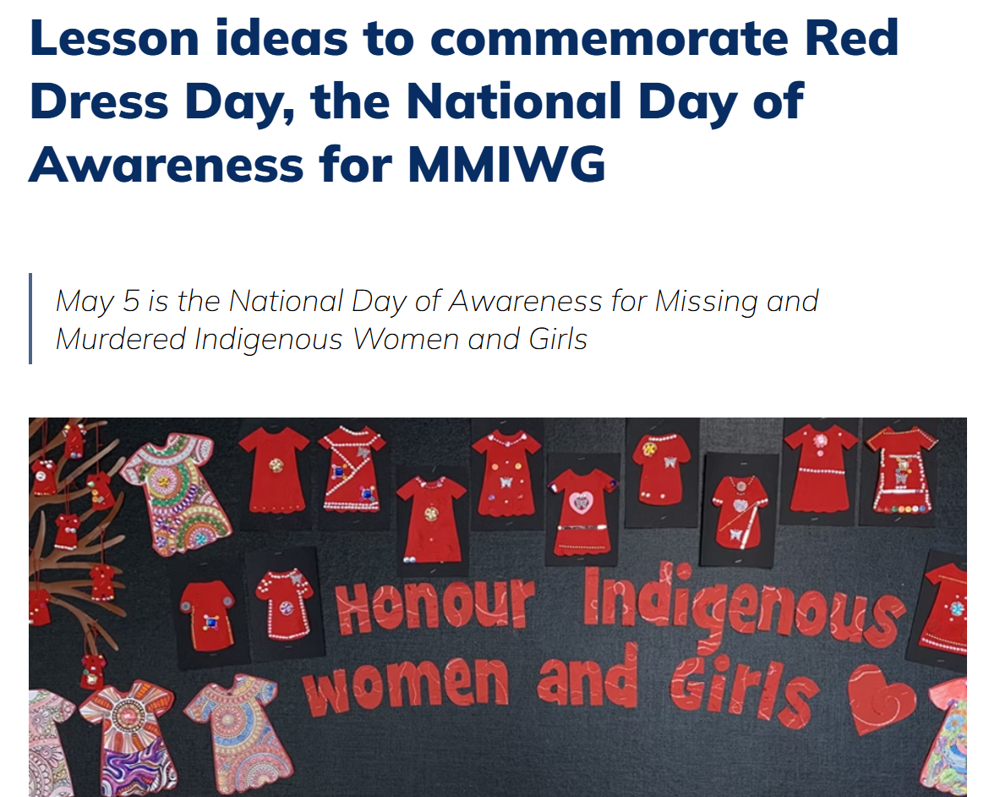 Lesson ideas to commemorate Red
Dress Day, the National Day of
Awareness for MMIWG
May 5 is the National Day of Awareness for Missing and
Murdered Indigenous Women and Girls
Honour Indigenous
women and Girls